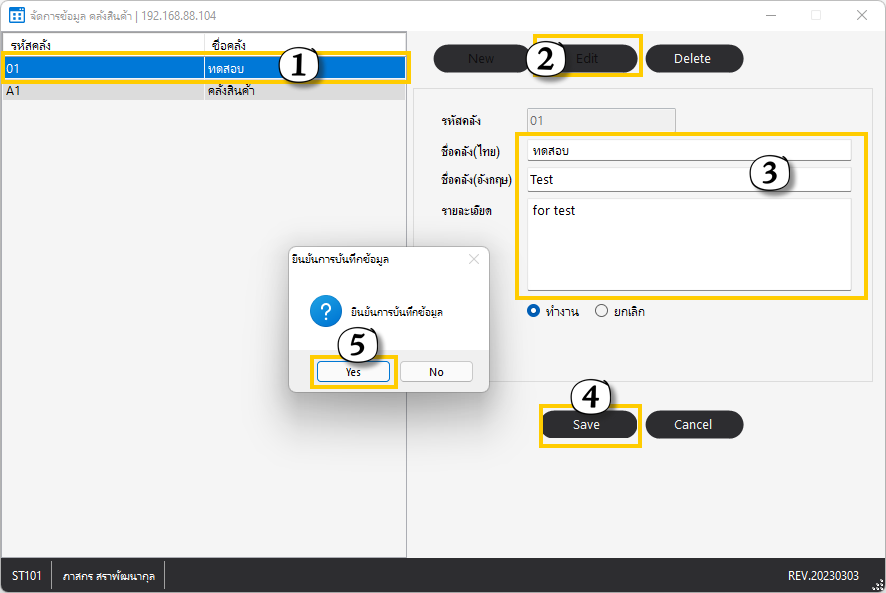 จัดการข้อมูล คลังสินค้า | 192.168.88.104
รหัสคลัง ชื่อคลัง
01 ทดสอบ
A1 คลังสินค้า
1
New Edit Delete
2
รหัสคลัง 01
ชื่อคลัง(ไทย) ทดสอบ
ชื่อคลัง(อังกฤษ) Test
รายละเอียด for test
3
ทำงาน ยกเลิก
ยืนยันการบันทึกข้อมูล
? ยืนยันการบันทึกข้อมูล
5
Yes No
4
Save Cancel
ST101 ภาสกร สราพัฒนากุล REV.20230303